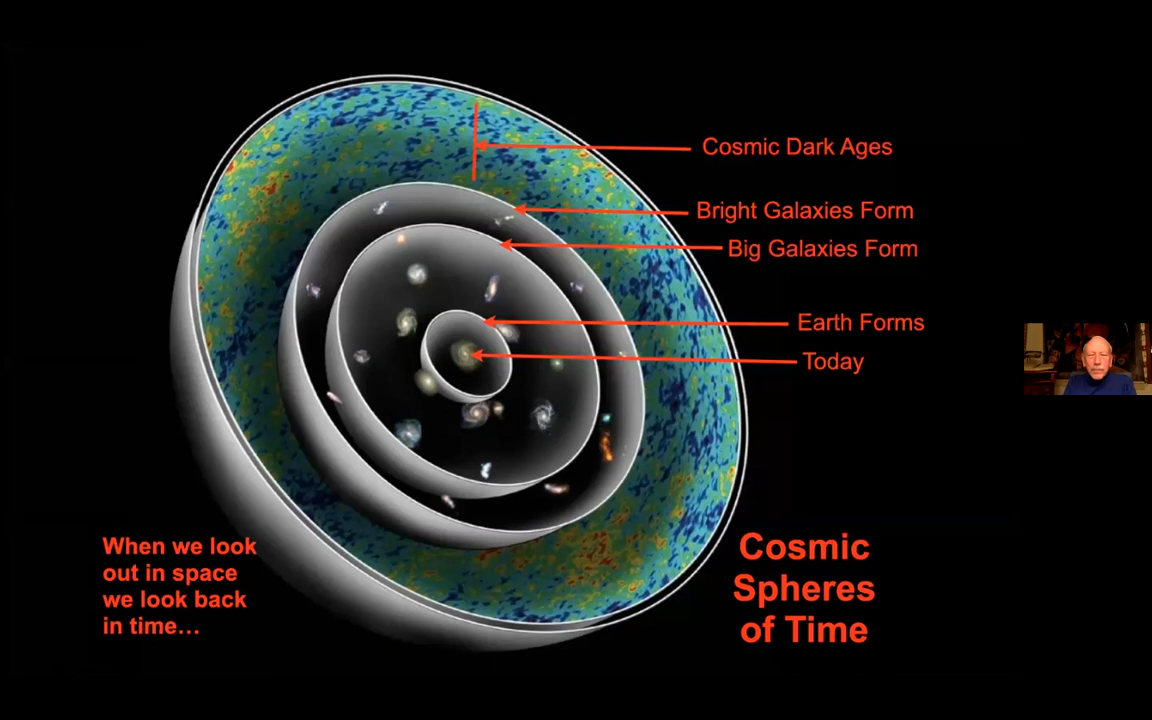 Cosmic Dark Ages
Bright Galaxies Form
Big Galaxies Form
Earth Forms
Today
When we look
out in space
we look back
in time…
Cosmic
Spheres
of Time